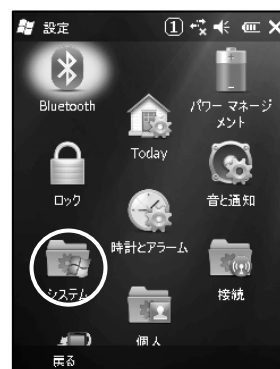 設定
1
Bluetooth
パワー マネージ
メント
Today
ロック
音と通知
時計とアラーム
システム
接続
個人
戻る